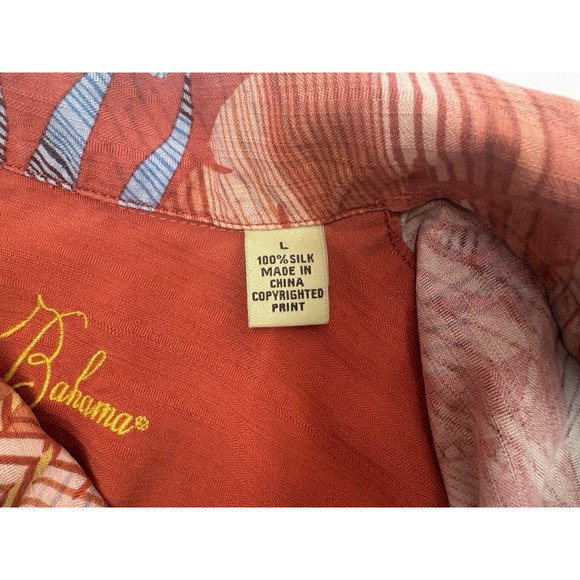 L
100% SILK
MADE IN
CHINA
COPYRIGHTED
PRINT
Bahama®